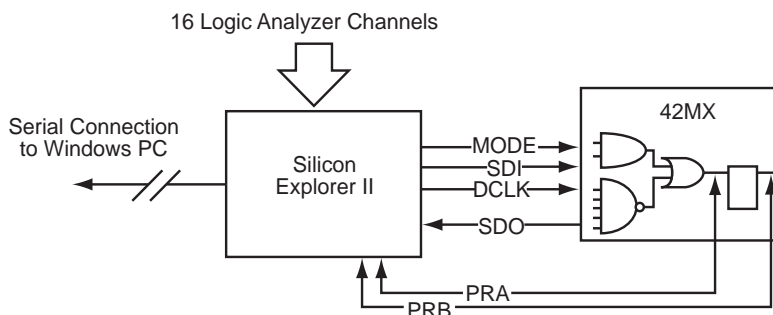 16 Logic Analyzer Channels
Serial Connection
to Windows PC
Silicon
Explorer II
MODE
SDI
DCLK
SDO
42MX
PRA
PRB